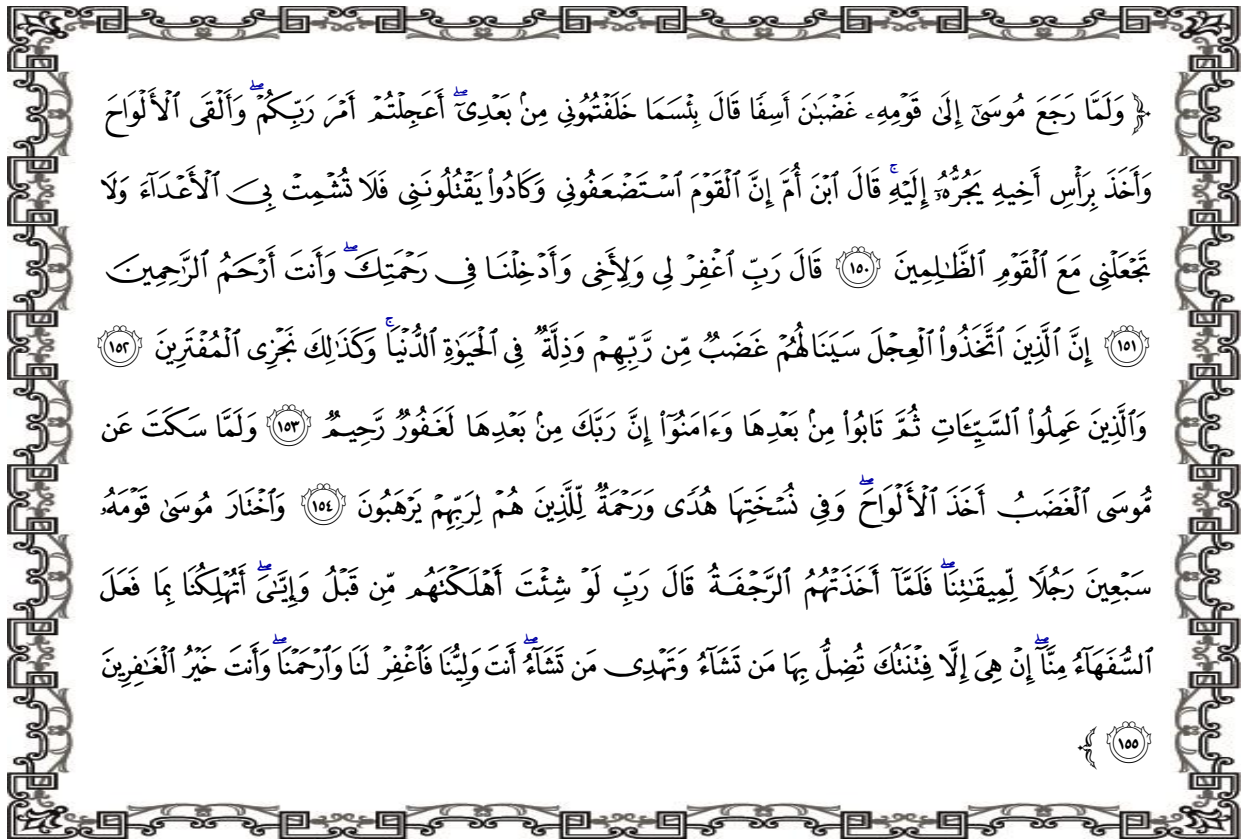 ﴿ وَلَمَّا رَجَعَ مُوسَىٰٓ إِلَىٰ قَوْمِهِۦ غَضْبَٰنَ أَسِفٗا قَالَ بِئۡسَمَا خَلَفۡتُمُونِي مِنۢ بَعۡدِيٓۖ أَعَجِلۡتُمۡ أَمۡرَ رَبِّكُمۡۖ وَأَلۡقَى ٱلۡأَلۡوَاحَ
وَأَخَذَ بِرَأۡسِ أَخِيهِ يَجُرُّهُۥٓ إِلَيۡهِۚ قَالَ ٱبۡنَ أُمَّ إِنَّ ٱلۡقَوۡمَ ٱسۡتَضۡعَفُونِي وَكَادُواْ يَقۡتُلُونَنِي فَلَا تُشۡمِتۡ بِيَ ٱلۡأَعۡدَآءَ وَلَا
تَجۡعَلۡنِي مَعَ ٱلۡقَوۡمِ ٱلظَّٰلِمِينَ ١٥٠ قَالَ رَبِّ ٱغۡفِرۡ لِي وَلِأَخِي وَأَدۡخِلۡنَا فِي رَحۡمَتِكَۖ وَأَنتَ أَرۡحَمُ ٱلرَّٰحِمِينَ
١٥١ إِنَّ ٱلَّذِينَ ٱتَّخَذُواْ ٱلۡعِجۡلَ سَيَنَالُهُمۡ غَضَبٞ مِّن رَّبِّهِمۡ وَذِلَّةٞ فِي ٱلۡحَيَوٰةِ ٱلدُّنۡيَاۚ وَكَذَٰلِكَ نَجۡزِي ٱلۡمُفۡتَرِينَ ١٥٢
وَٱلَّذِينَ عَمِلُواْ ٱلسَّيِّـَٔاتِ ثُمَّ تَابُواْ مِنۢ بَعۡدِهَا وَءَامَنُوٓاْ إِنَّ رَبَّكَ مِنۢ بَعۡدِهَا لَغَفُورٞ رَّحِيمٞ ١٥٣ وَلَمَّا سَكَتَ عَن
مُّوسَى ٱلۡغَضَبُ أَخَذَ ٱلۡأَلۡوَاحَۖ وَفِي نُسۡخَتِهَا هُدٗى وَرَحۡمَةٞ لِّلَّذِينَ هُمۡ لِرَبِّهِمۡ يَرۡهَبُونَ ١٥٤ وَٱخۡتَارَ مُوسَىٰ قَوۡمَهُۥ
سَبۡعِينَ رَجُلٗا لِّمِيقَٰتِنَاۖ فَلَمَّآ أَخَذَتۡهُمُ ٱلرَّجۡفَةُ قَالَ رَبِّ لَوۡ شِئۡتَ أَهۡلَكۡتَهُم مِّن قَبۡلُ وَإِيَّٰيَۖ أَتُهۡلِكُنَا بِمَا فَعَلَ
ٱلسُّفَهَآءُ مِنَّآۖ إِنۡ هِيَ إِلَّا فِتۡنَتُكَ تُضِلُّ بِهَا مَن تَشَآءُ وَتَهۡدِي مَن تَشَآءُۖ أَنتَ وَلِيُّنَا فَٱغۡفِرۡ لَنَا وَٱرۡحَمۡنَاۖ وَأَنتَ خَيۡرُ ٱلۡغَٰفِرِينَ
١٥٥ ﴾